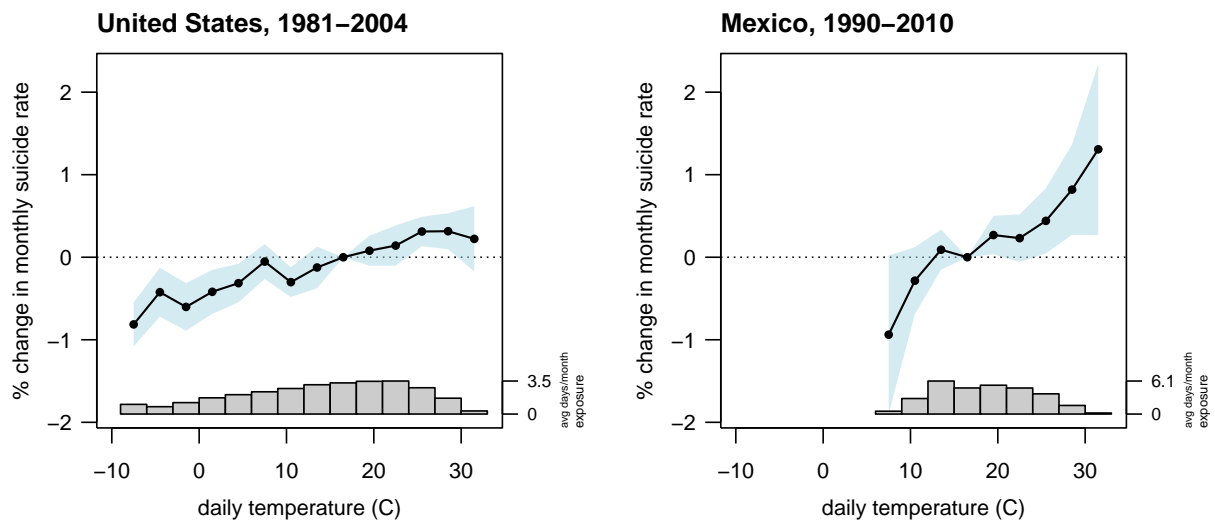 United States, 1981−2004
% change in monthly suicide rate
2
1
0
−1
−2
−10
0
10
20
30
daily temperature (C)
3.5
0
avg days/month
exposure
Mexico, 1990−2010
% change in monthly suicide rate
2
1
0
−1
−2
−10
0
10
20
30
daily temperature (C)
6.1
0
avg days/month
exposure